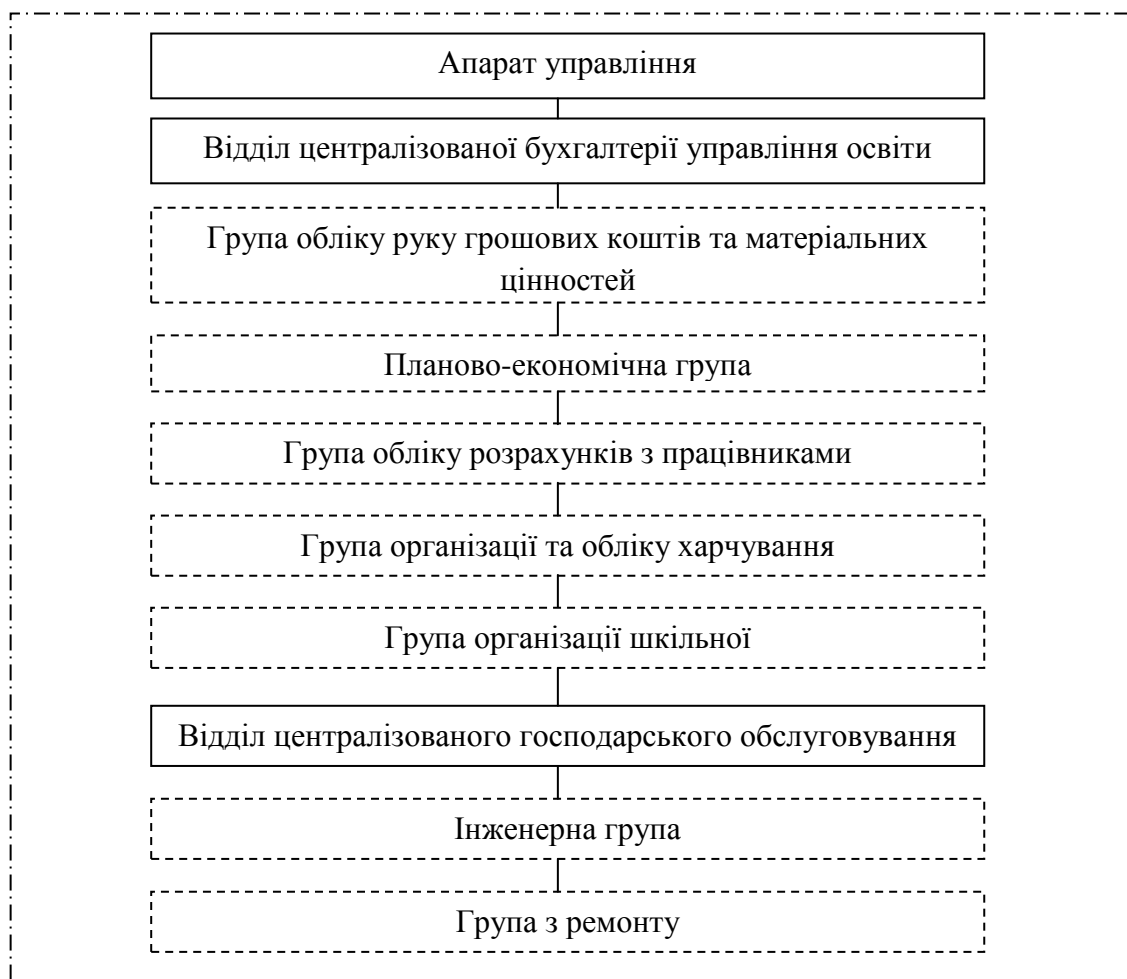 Апарат управління
Відділ централізованої бухгалтерії управління освіти
Група обліку руку грошових коштів та матеріальних
цінностей
Планово-економічна група
Група обліку розрахунків з працівниками
Група організації та обліку харчування
Група організації шкільної
Відділ централізованого господарського обслуговування
Інженерна група
Група з ремонту